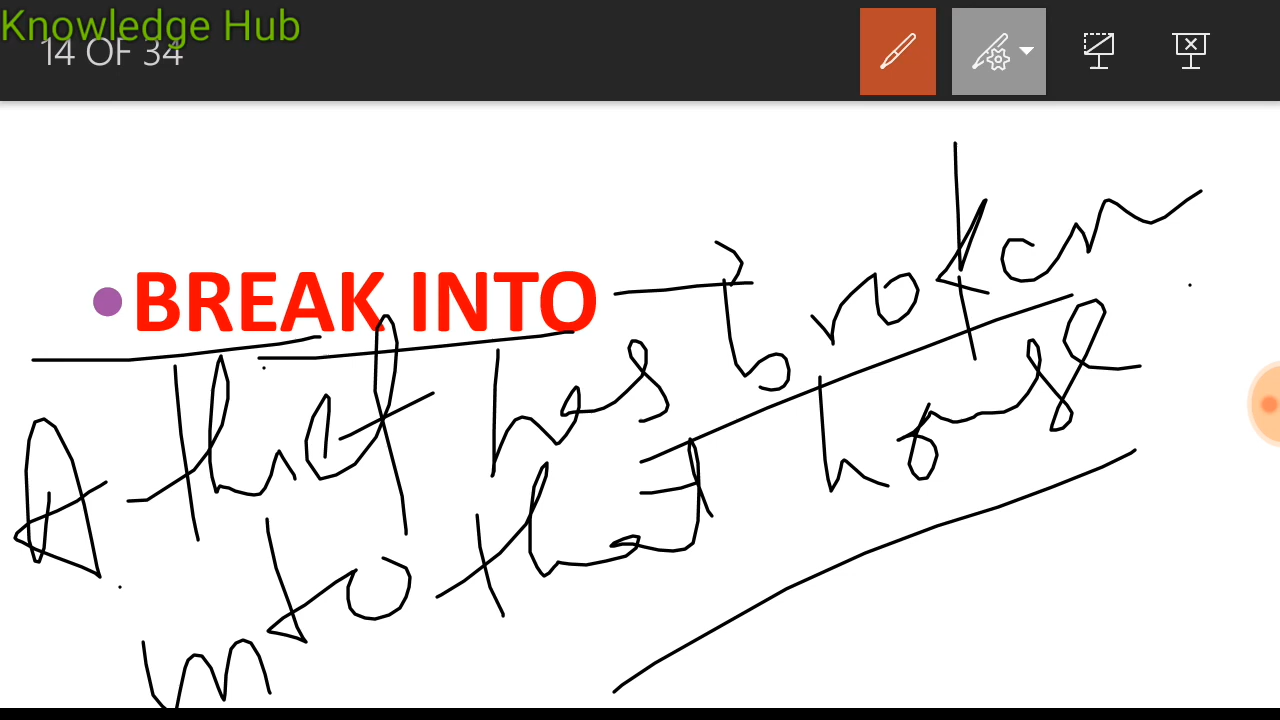 Knowledge Hub
14 OF 34
• BREAK INTO
A thief has broken
into that house